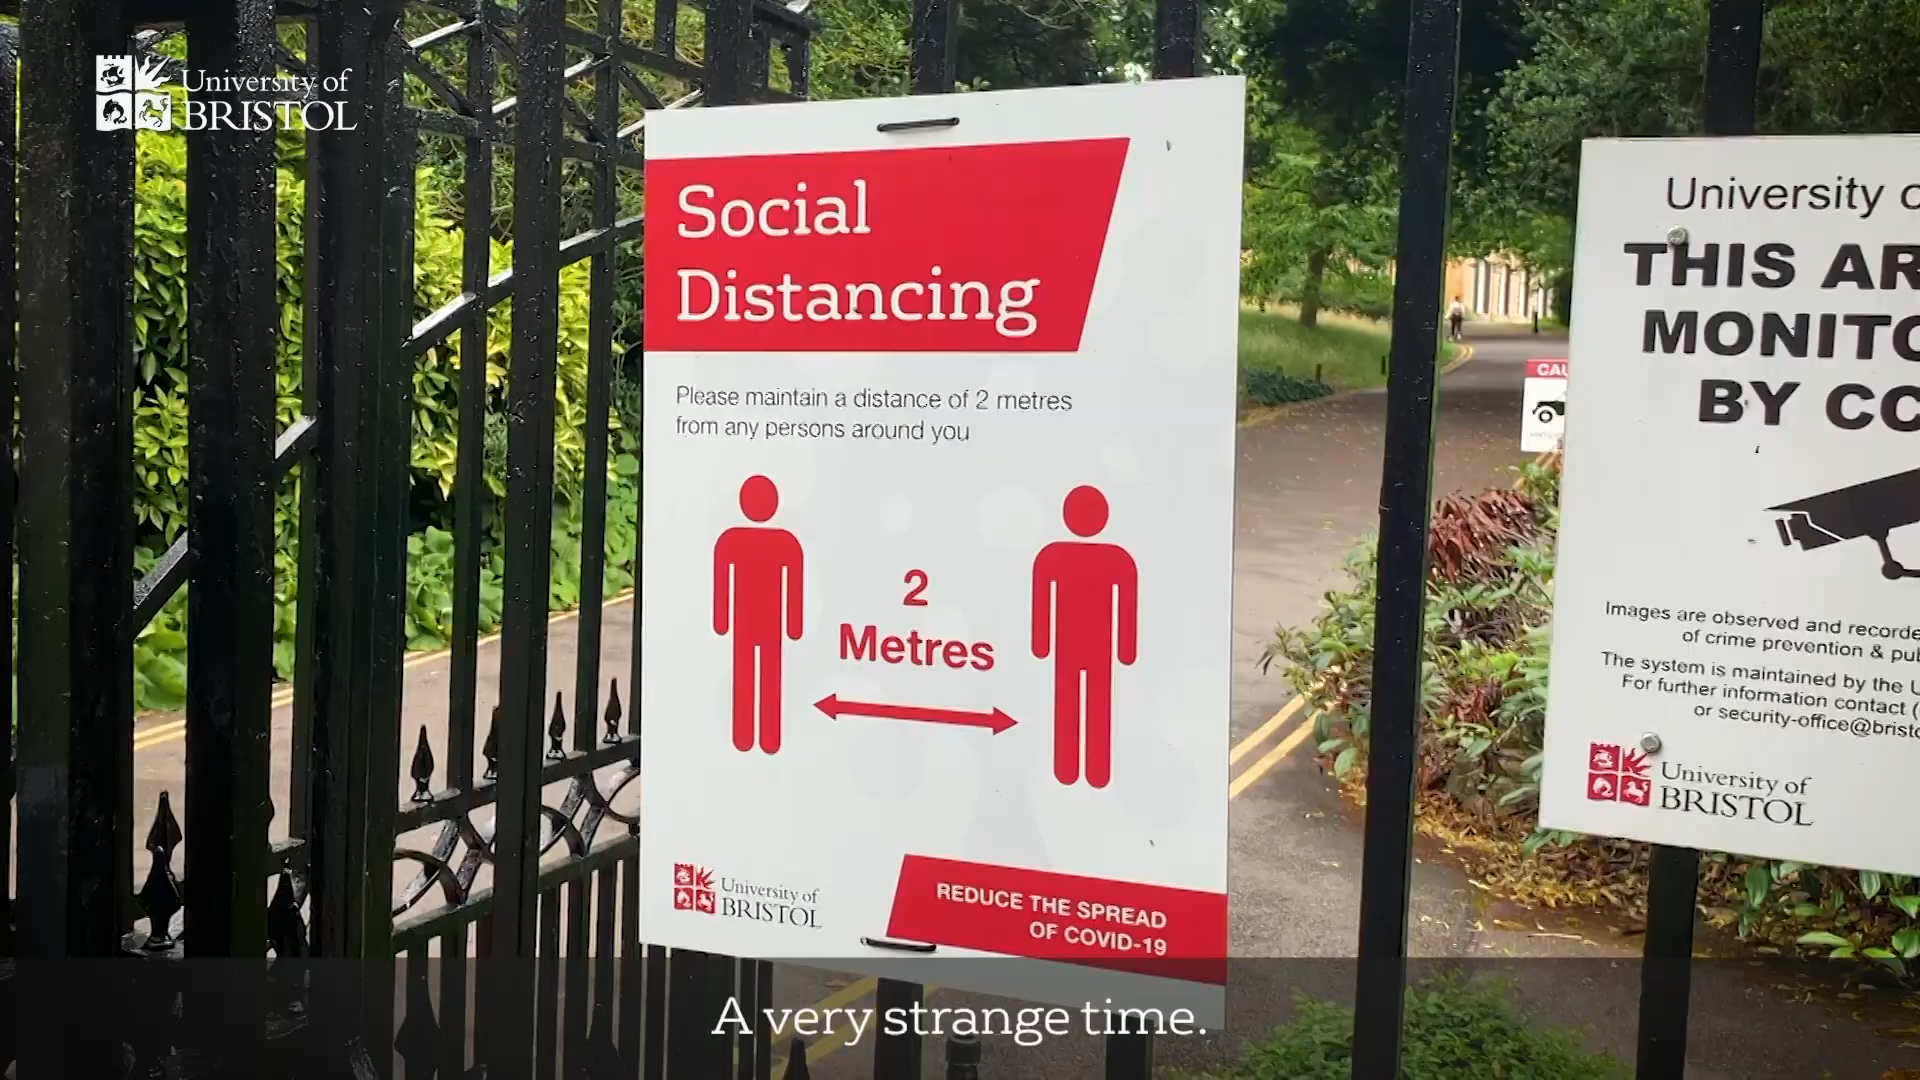 University of
BRISTOL
Social
Distancing
Please maintain a distance of 2 metres
from any persons around you
2
Metres
University of
BRISTOL
REDUCE THE SPREAD
OF COVID-19
University
THIS
MONITO
BY CC
Images are observed and recorde
of crime prevention & pub
The system is maintained by the U
For further information contact (
or security-office@bristo
University of
BRISTOL
CAU
A very strange time.